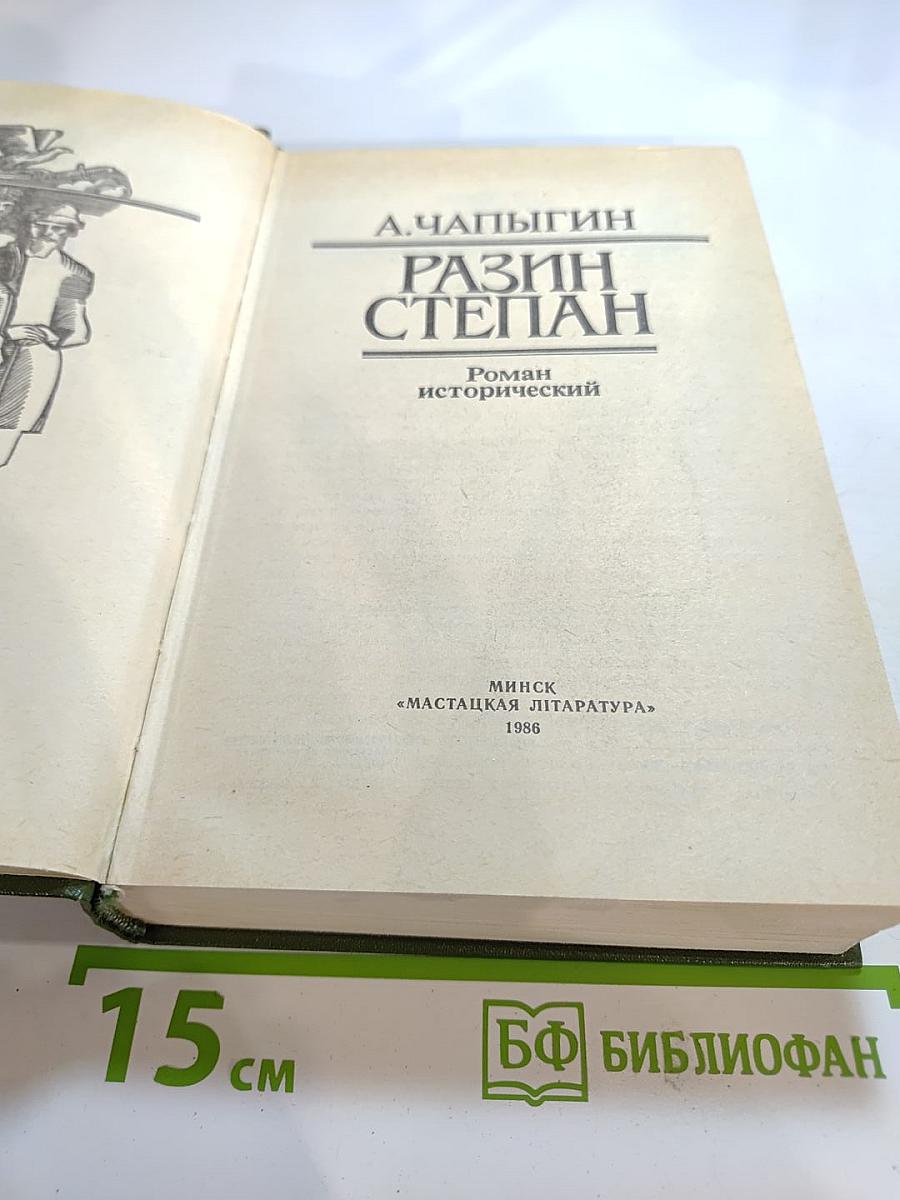 А. ЧАПЫГИН
РАЗИН
СТЕПАН
Роман
исторический
МИНСК
«МАСТАЦКАЯ ЛІТАРАТУРА»
1986
15 см
БФ БИБЛИОФАН